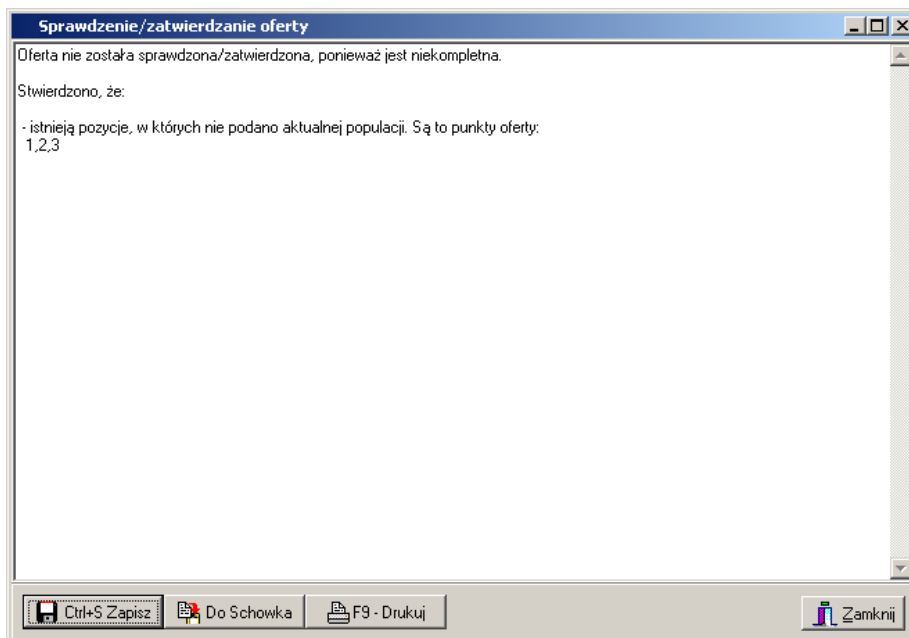 Sprawdzenie/zatwierdzanie oferty
Oferta nie została sprawdzona/zatwierdzona, ponieważ jest niekompletna.
Stwierdzono, że:
- istnieją pozycje, w których nie podano aktualnej populacji. Są to punkty oferty:
1,2,3
Ctrl+S Zapisz
Do Schowka
F9 - Drukuj
Zamknij